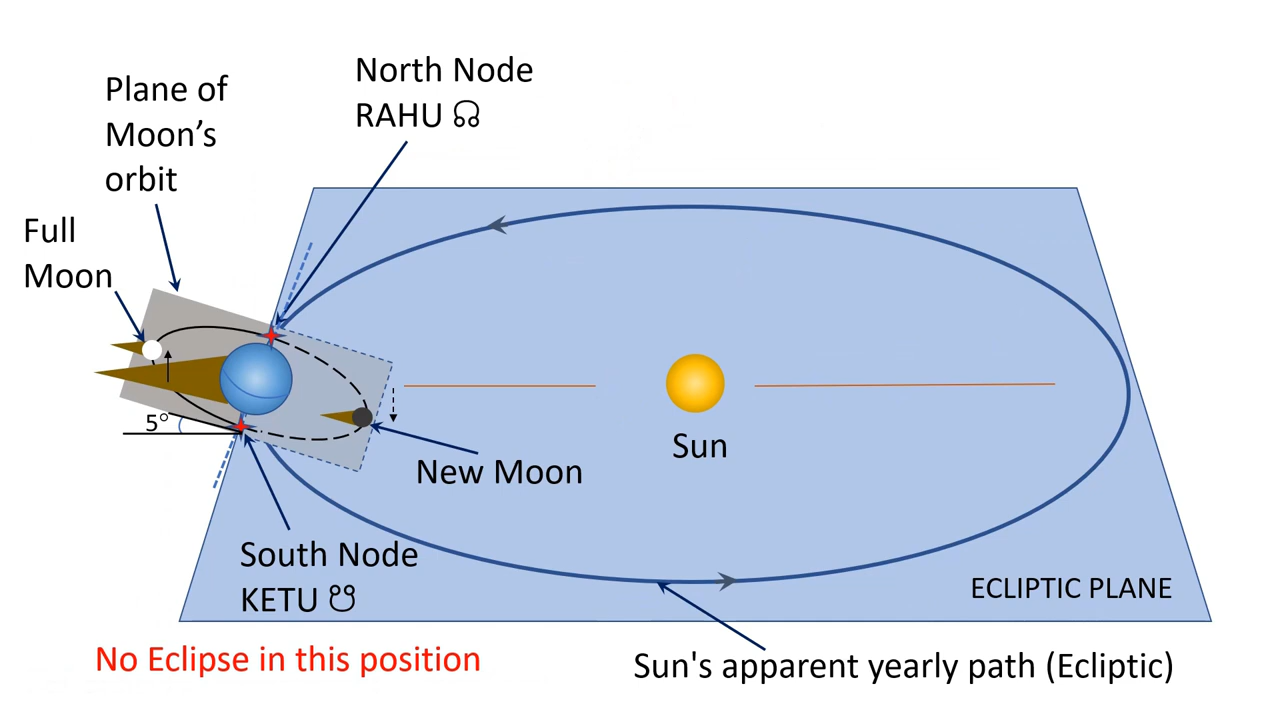 North Node
RAHU ☊
Plane of
Moon’s
orbit
Full
Moon
5°
Sun
New Moon
South Node
KETU ☋
ECLIPTIC PLANE
No Eclipse in this position
Sun's apparent yearly path (Ecliptic)